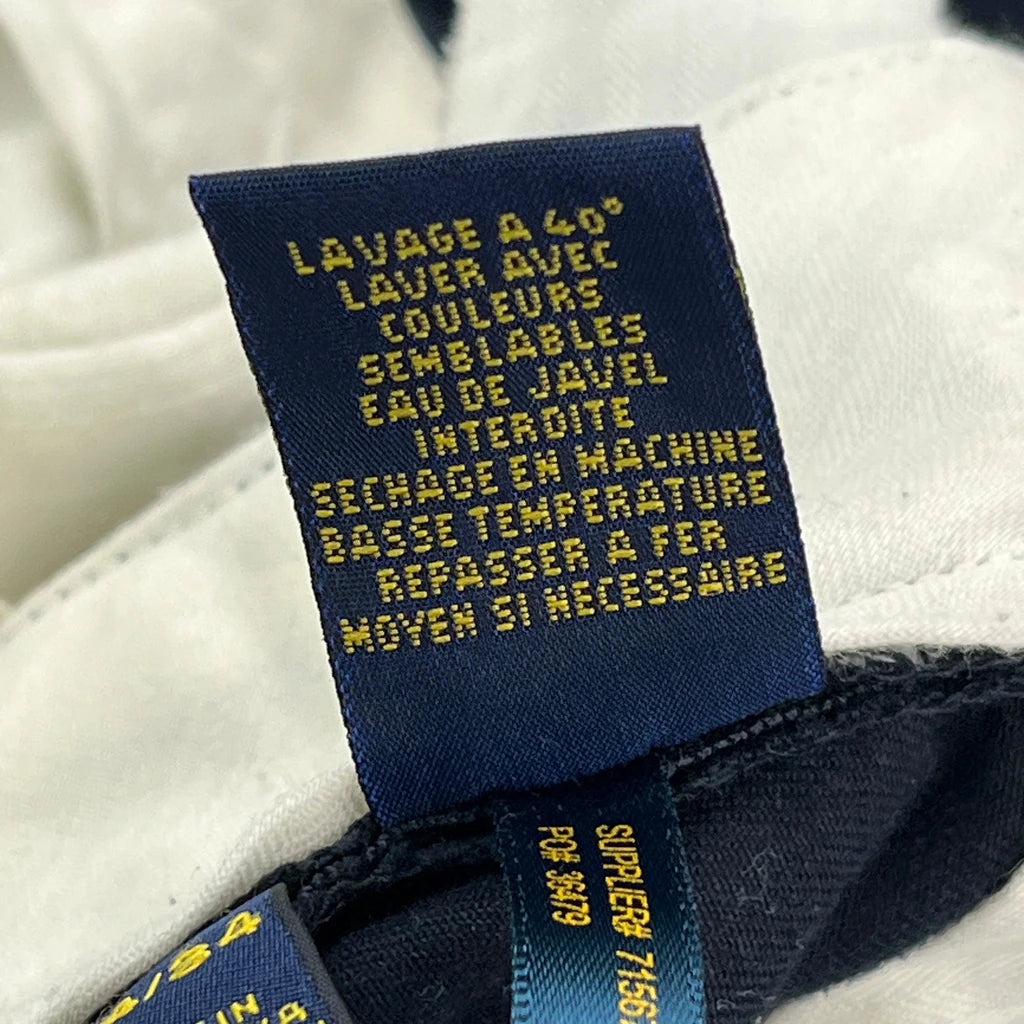 LAVAGE A 40°
LAVER AVEC
COULEURS
SEMBLABLES
EAU DE JAVEL
INTERDITE
SECHAGE EN MACHINE
BASSE TEMPERATURE
REPASSER A FER
MOYEN SI NECESSAIRE
SUPPLIER# 7156
PO# 36479